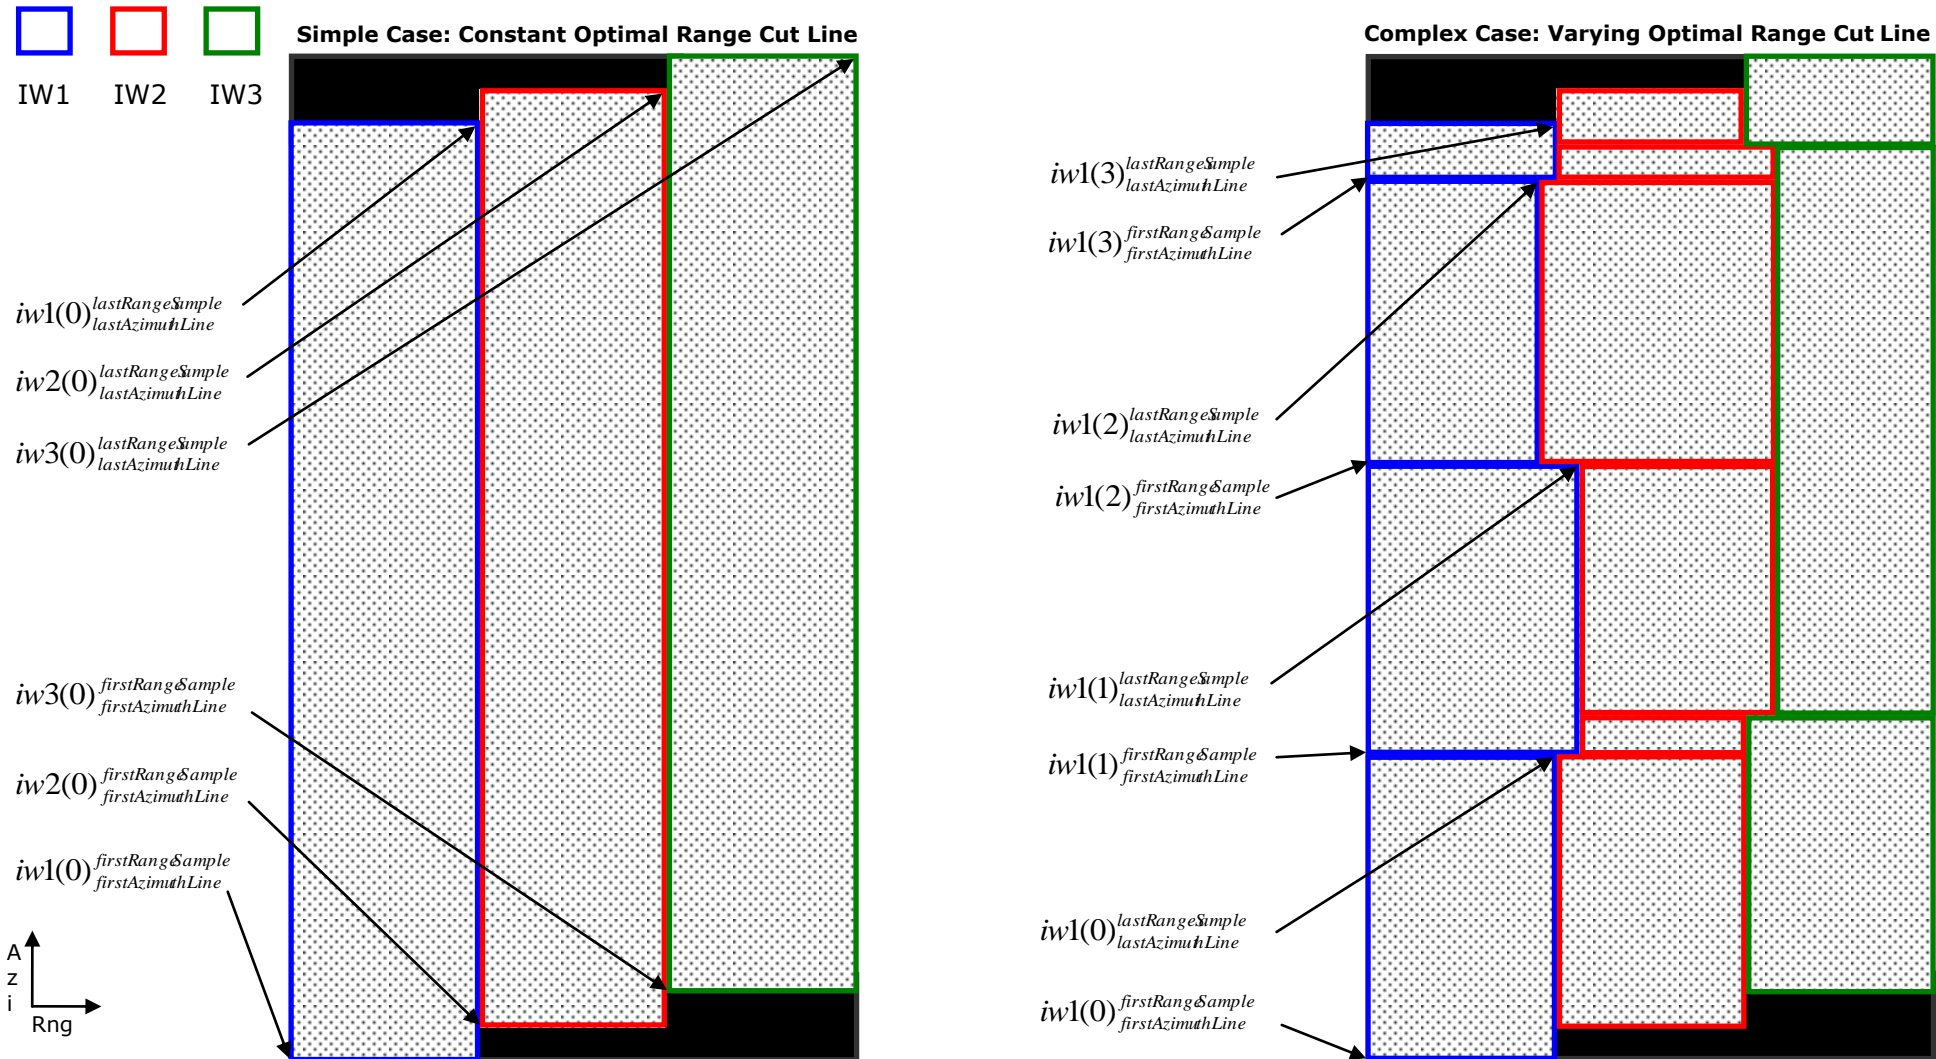 Simple Case: Constant Optimal Range Cut Line
IW1 IW2 IW3
iw1(0) lastRangeSample
lastAzimuthLine
iw2(0) lastRangeSample
lastAzimuthLine
iw3(0) lastRangeSample
lastAzimuthLine
iw3(0) firstRangeSample
firstAzimuthLine
iw2(0) firstRangeSample
firstAzimuthLine
iw1(0) firstRangeSample
firstAzimuthLine
Azi
Rng
Complex Case: Varying Optimal Range Cut Line
iw1(3) lastRangeSample
lastAzimuthLine
iw1(3) firstRangeSample
firstAzimuthLine
iw1(2) lastRangeSample
lastAzimuthLine
iw1(2) firstRangeSample
firstAzimuthLine
iw1(1) lastRangeSample
lastAzimuthLine
iw1(1) firstRangeSample
firstAzimuthLine
iw1(0) lastRangeSample
lastAzimuthLine
iw1(0) firstRangeSample
firstAzimuthLine